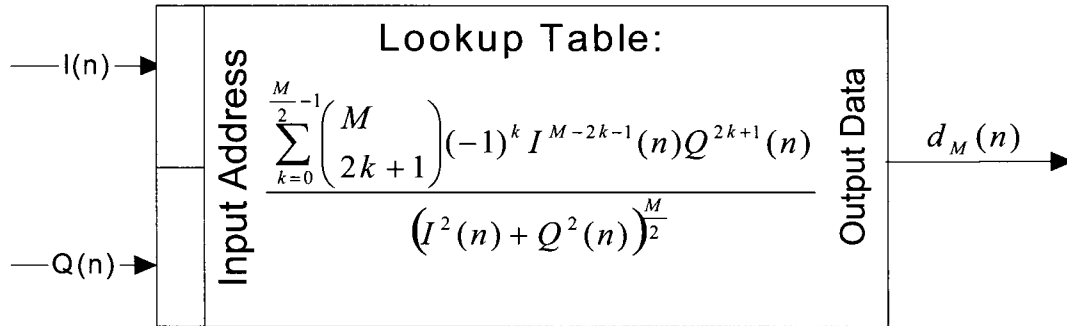 Lookup Table:
I(n)
Q(n)
Input Address
\frac{\sum_{k=0}^{\frac{M}{2}-1} \binom{M}{2k+1} (-1)^k I^{M-2k-1}(n) Q^{2k+1}(n)}{\left(I^2(n) + Q^2(n)\right)^{\frac{M}{2}}}
Output Data
d_M(n)